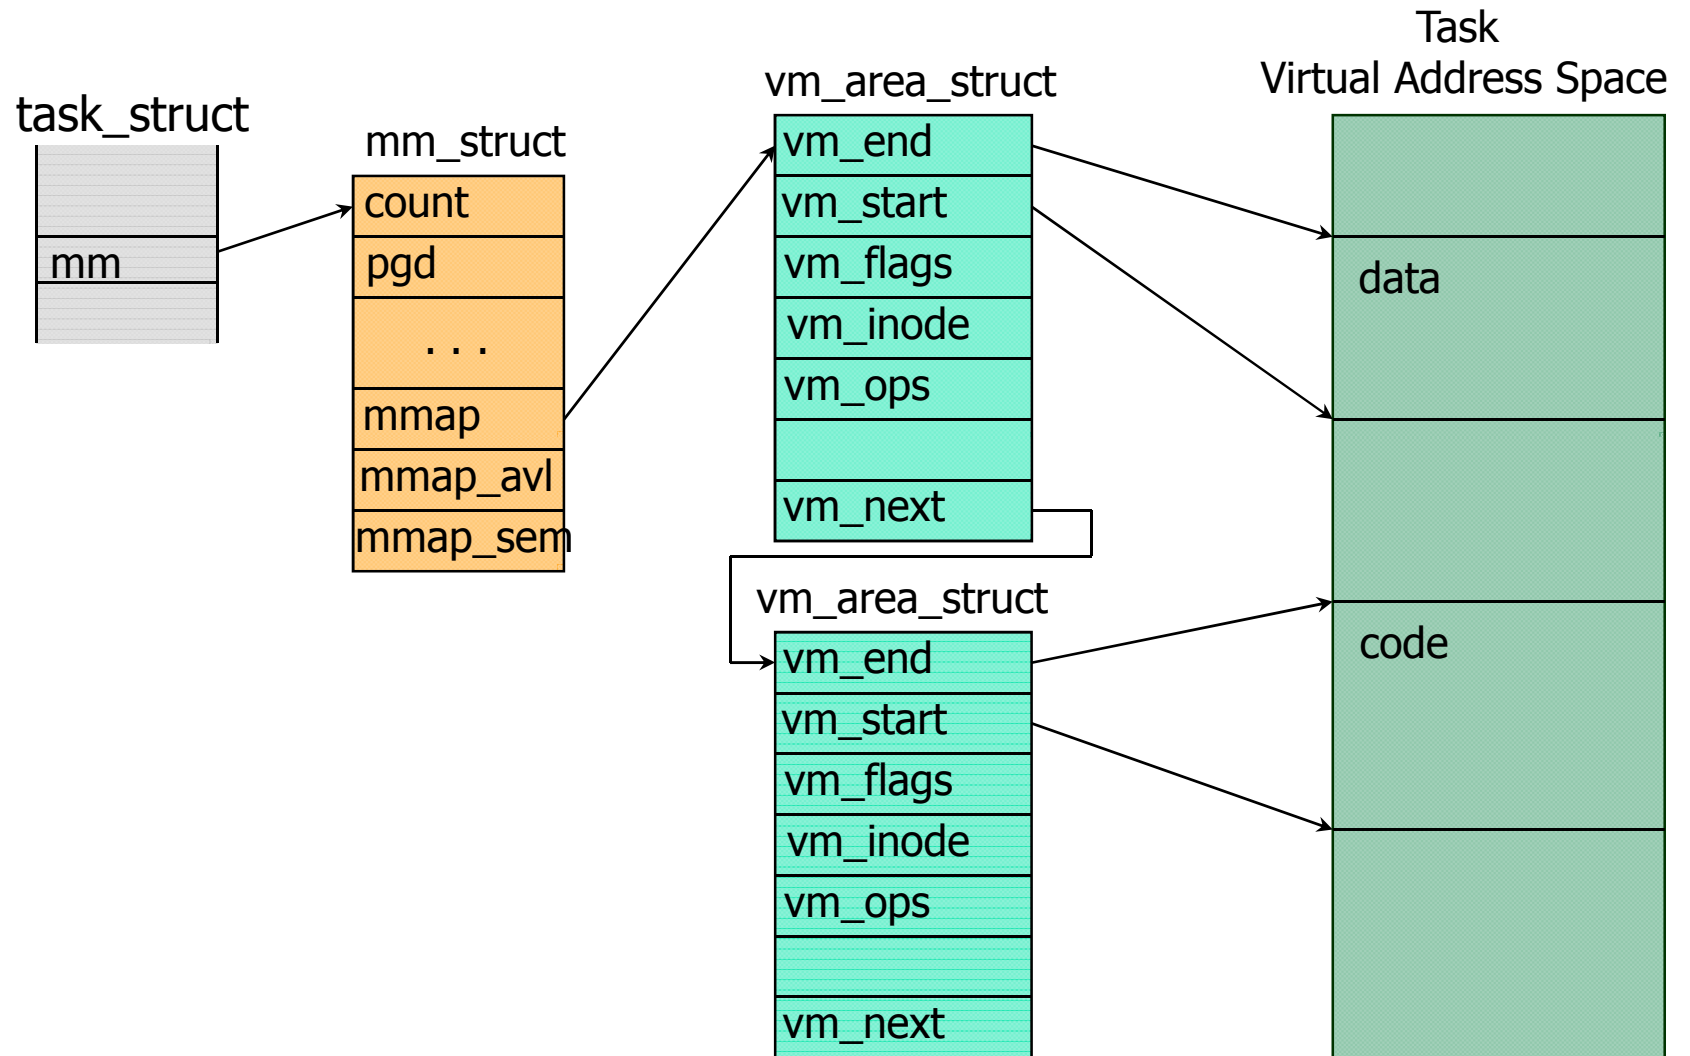 task_struct
mm
mm_struct
count
pgd
. . .
mmap
mmap_avl
mmap_sem
vm_area_struct
vm_end
vm_start
vm_flags
vm_inode
vm_ops
vm_next
vm_area_struct
vm_end
vm_start
vm_flags
vm_inode
vm_ops
vm_next
Task
Virtual Address Space
data
code